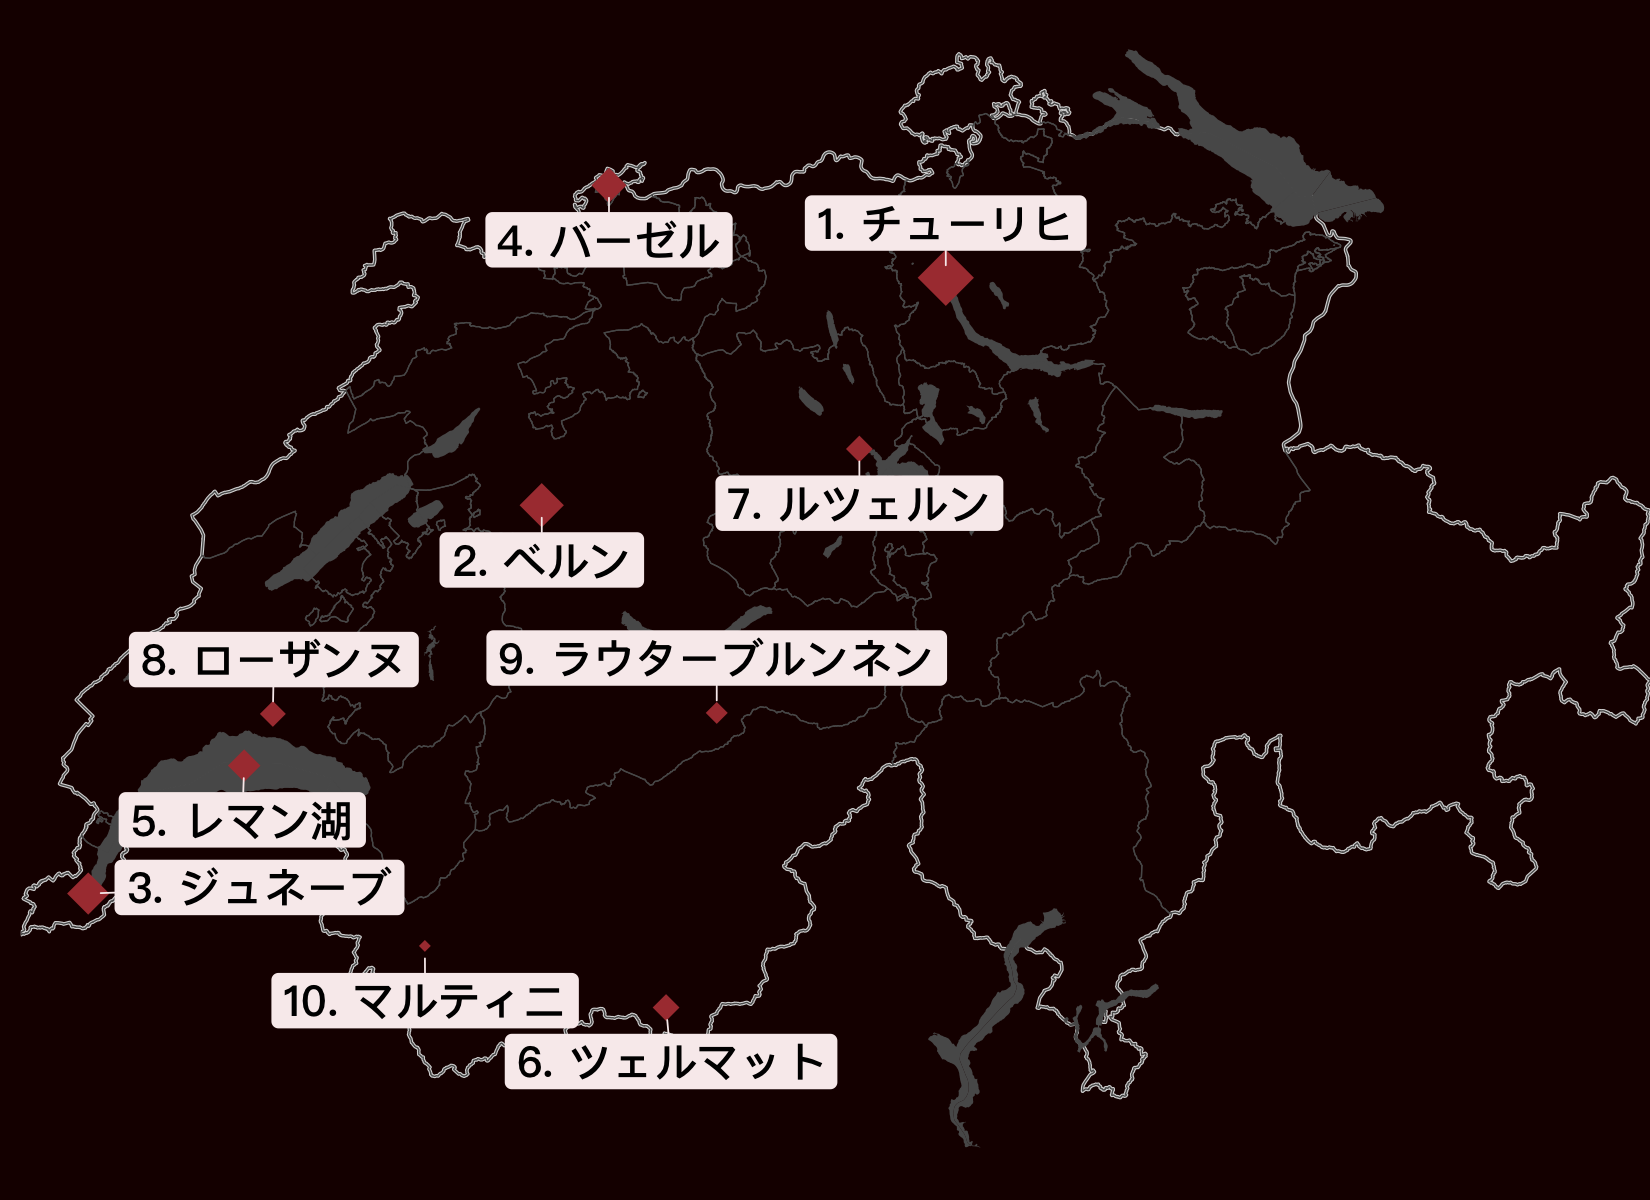 1. チューリヒ
4. バーゼル
7. ルツェルン
2. ベルン
8. ローザンヌ
9. ラウターブルンネン
5. レマン湖
3. ジュネーブ
10. マルティニ
6. ツェルマット